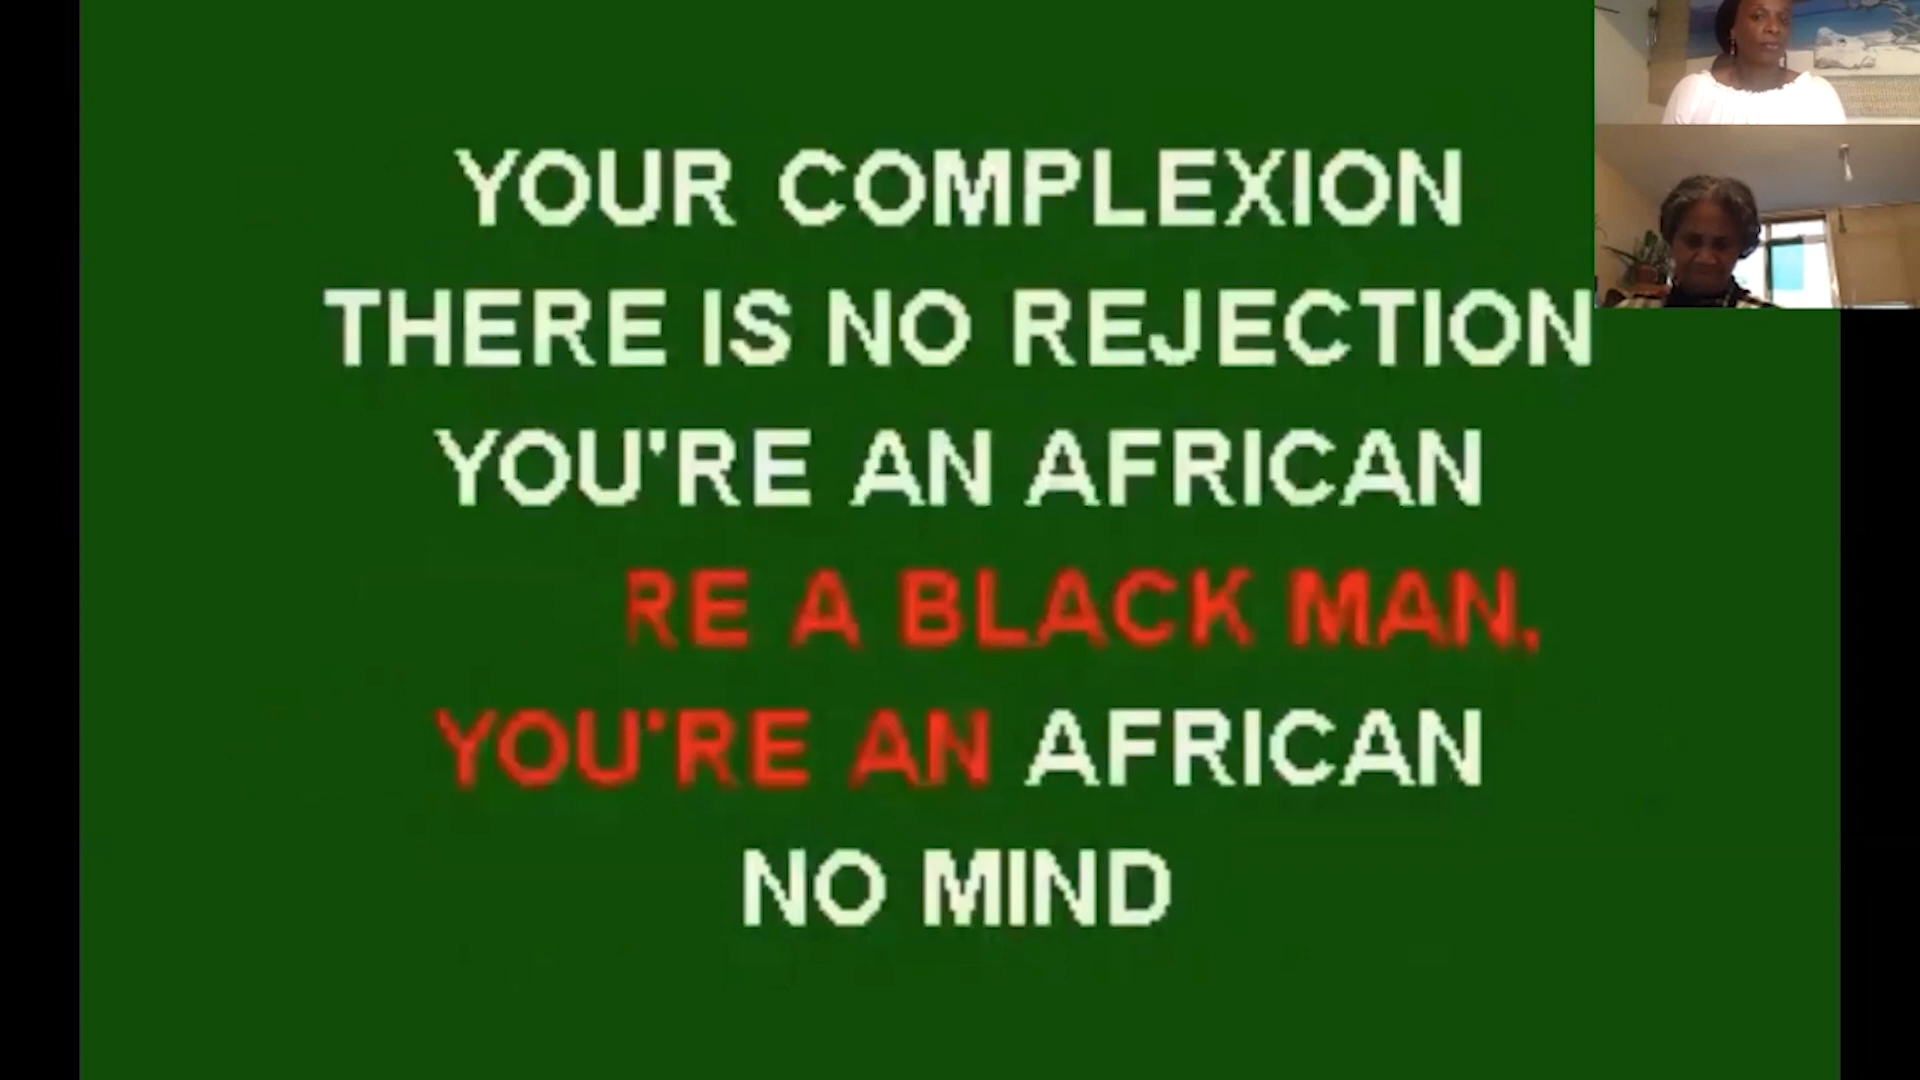 YOUR COMPLEXION
THERE IS NO REJECTION
YOU'RE AN AFRICAN
RE A BLACK MAN,
YOU'RE AN AFRICAN
NO MIND